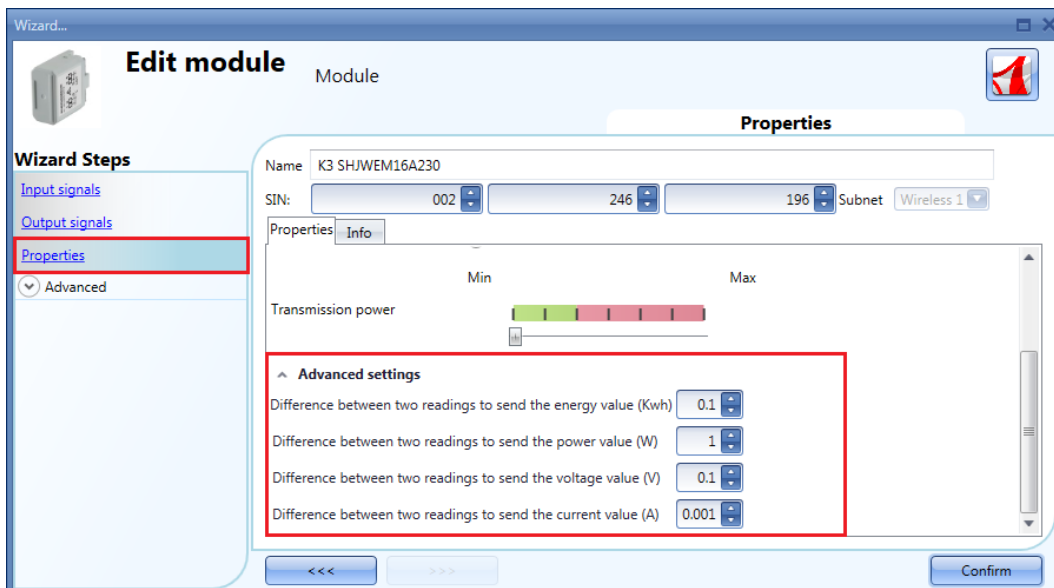 Wizard...
Edit module
Module
Properties
Wizard Steps
Input signals
Output signals
Properties
Advanced
Name K3 SHJWEM16A230
SIN: 002 246 196 Subnet Wireless 1
Properties Info
Min Max
Transmission power
Advanced settings
Difference between two readings to send the energy value (Kwh) 0.1
Difference between two readings to send the power value (W) 1
Difference between two readings to send the voltage value (V) 0.1
Difference between two readings to send the current value (A) 0.001
<<< >>> Confirm